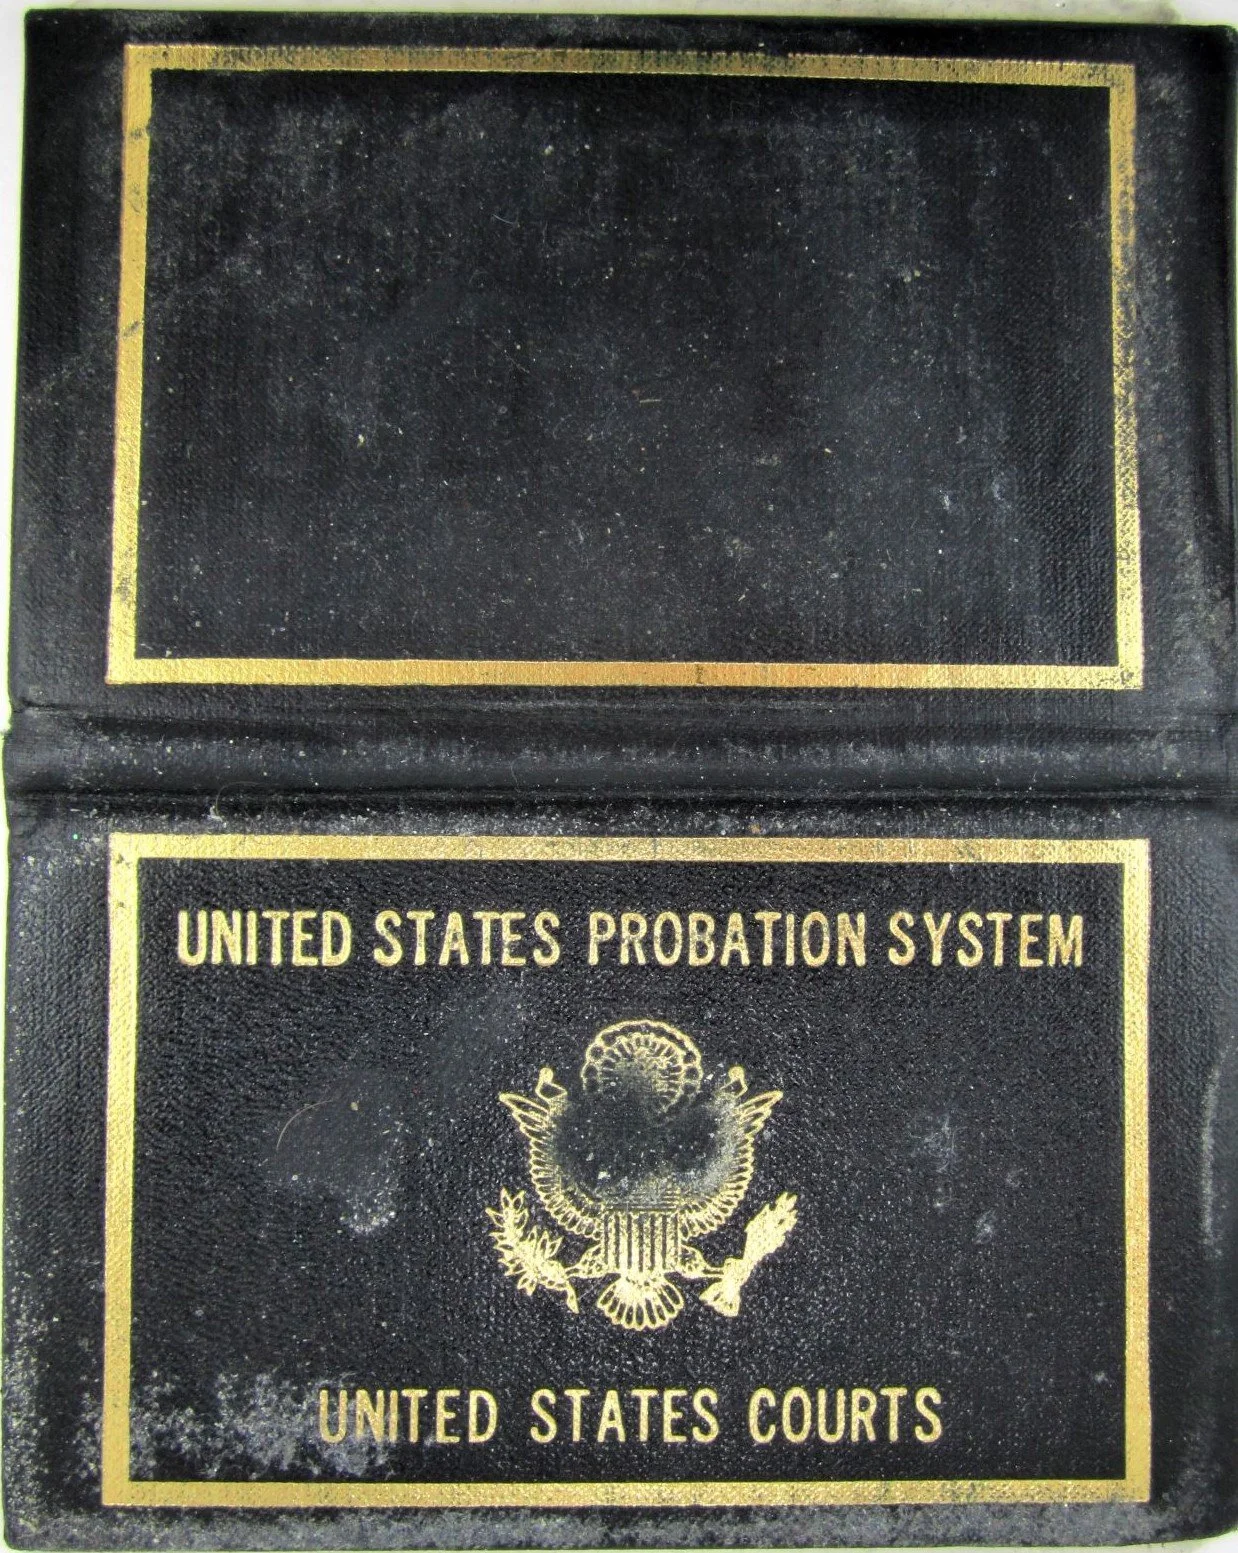 UNITED STATES PROBATION SYSTEM
UNITED STATES COURTS